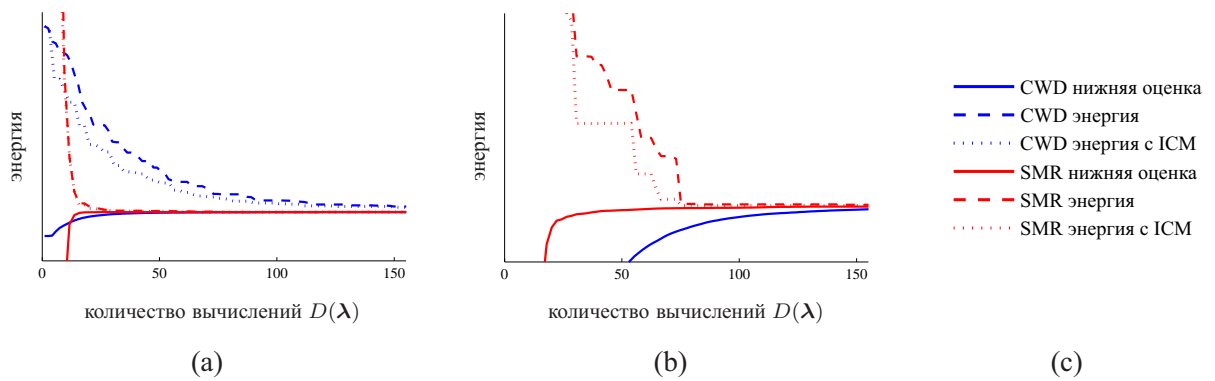 энергия
0
50
100
150
количество вычислений D(λ)
(a)
энергия
0
50
100
150
количество вычислений D(λ)
(b)
CWD нижняя оценка
CWD энергия
CWD энергия с ICM
SMR нижняя оценка
SMR энергия
SMR энергия с ICM
(c)